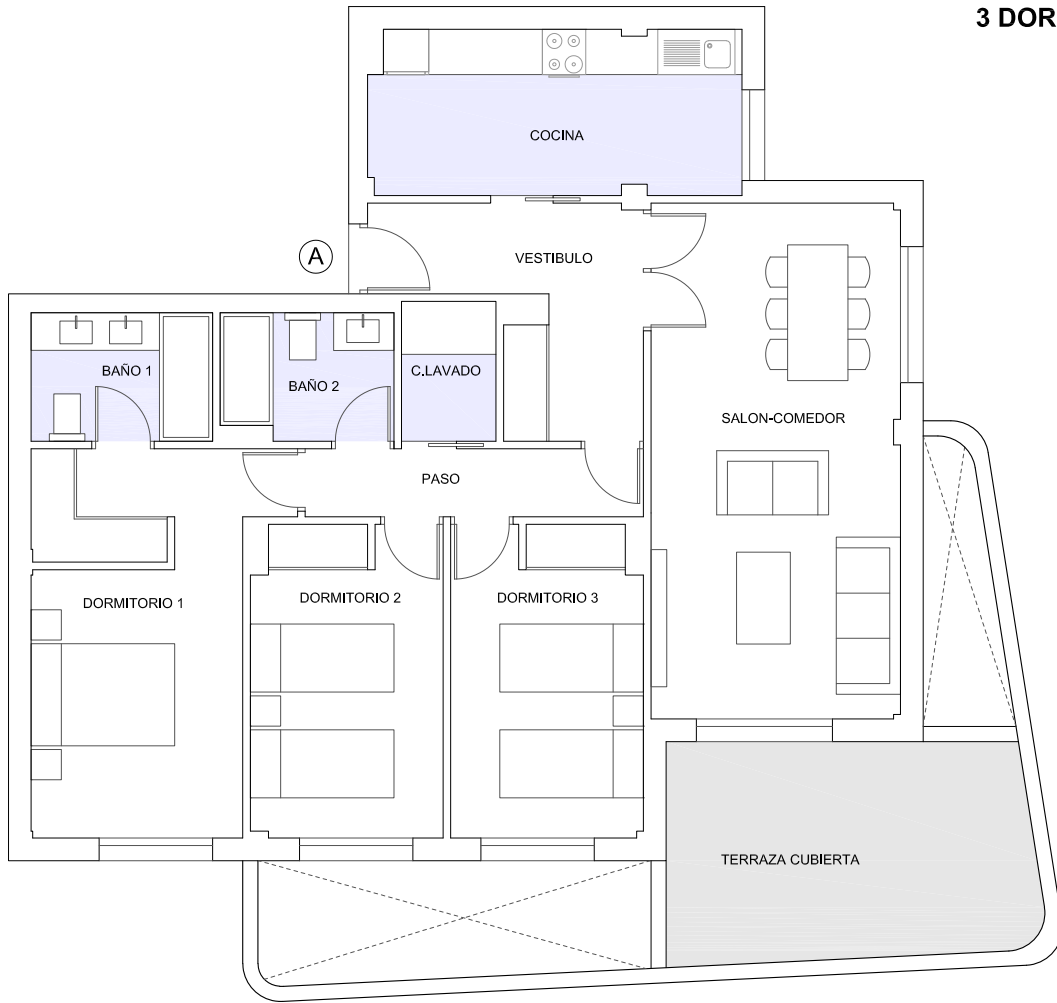 3 DOR
COCINA
A
VESTIBULO
BAÑO 1
BAÑO 2
C.LAVADO
SALON-COMEDOR
PASO
DORMITORIO 1
DORMITORIO 2
DORMITORIO 3
TERRAZA CUBIERTA